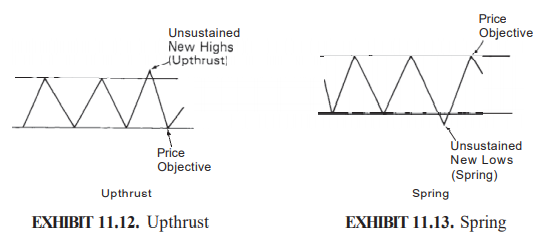 Unsustained
New Highs
(Upthrust)
Price
Objective
Upthrust
EXHIBIT 11.12. Upthrust
Price
Objective
Unsustained
New Lows
(Spring)
Spring
EXHIBIT 11.13. Spring